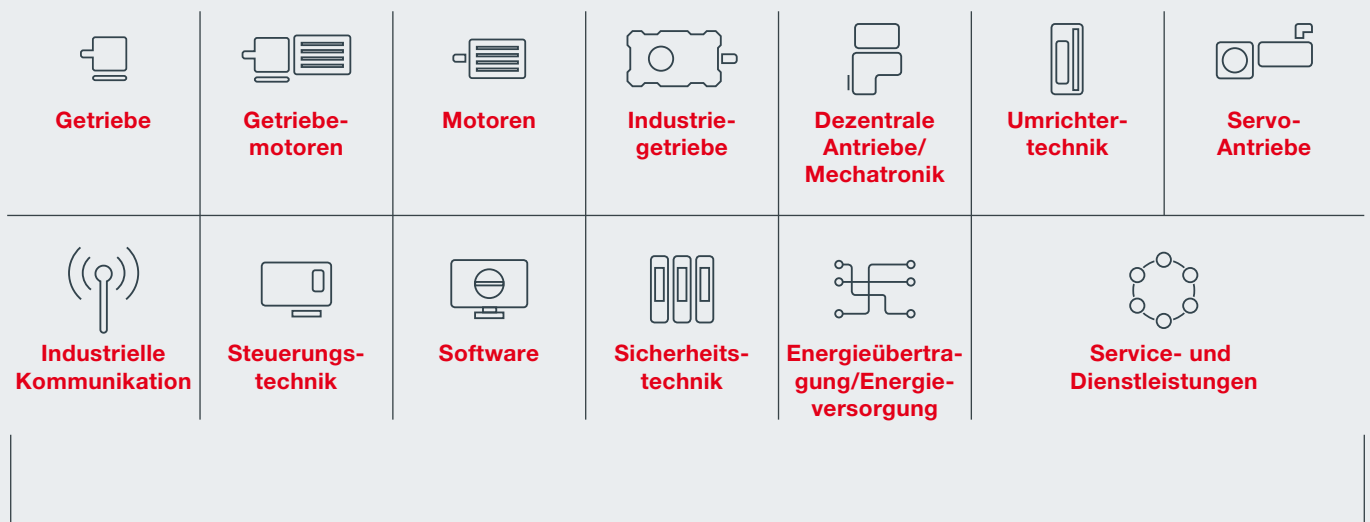 Getriebe
Getriebe-
motoren
Motoren
Industrie-
getriebe
Dezentrale
Antriebe/
Mechatronik
Umrichter-
technik
Servo-
Antriebe
Industrielle
Kommunikation
Steuerungs-
technik
Software
Sicherheits-
technik
Energieübertra-
gung/Energie-
versorgung
Service- und
Dienstleistungen